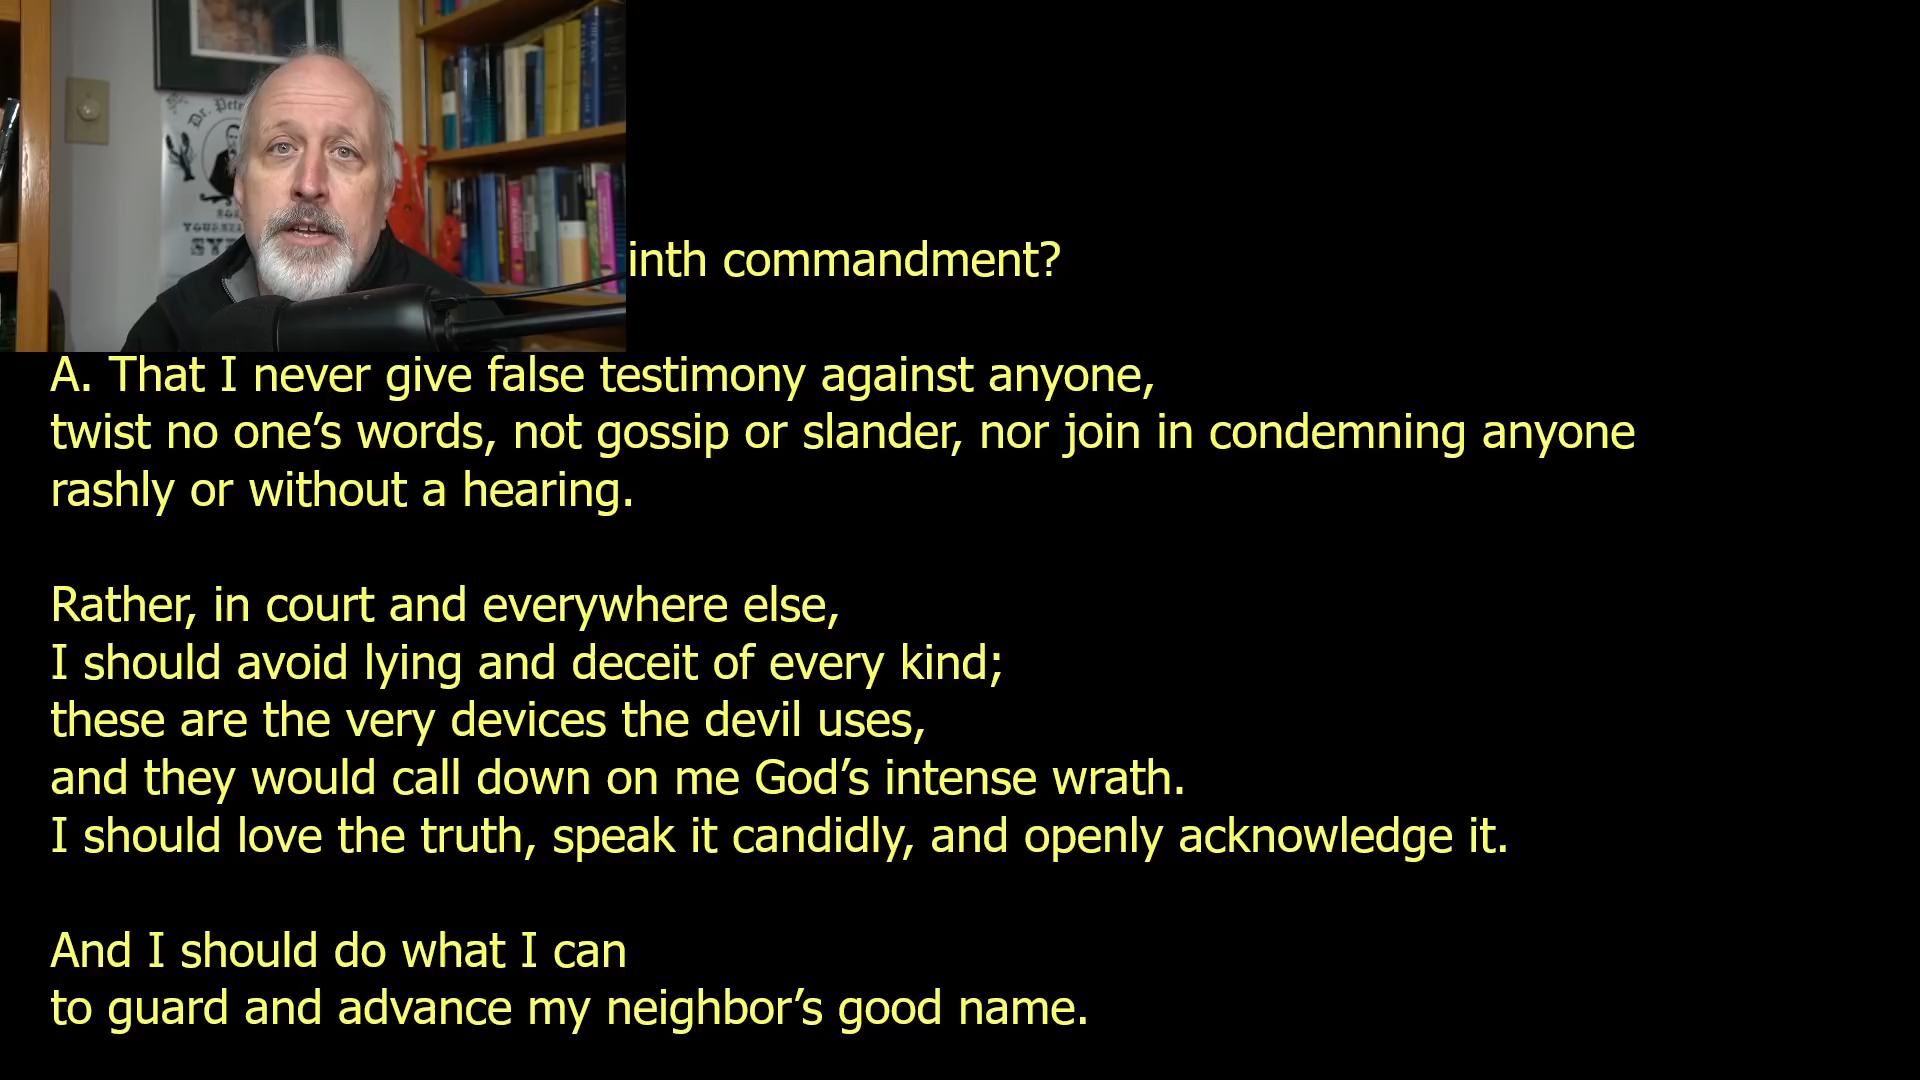 Dr. Pete
inth commandment?
A. That I never give false testimony against anyone,
twist no one’s words, not gossip or slander, nor join in condemning anyone
rashly or without a hearing.
Rather, in court and everywhere else,
I should avoid lying and deceit of every kind;
these are the very devices the devil uses,
and they would call down on me God’s intense wrath.
I should love the truth, speak it candidly, and openly acknowledge it.
And I should do what I can
to guard and advance my neighbor’s good name.